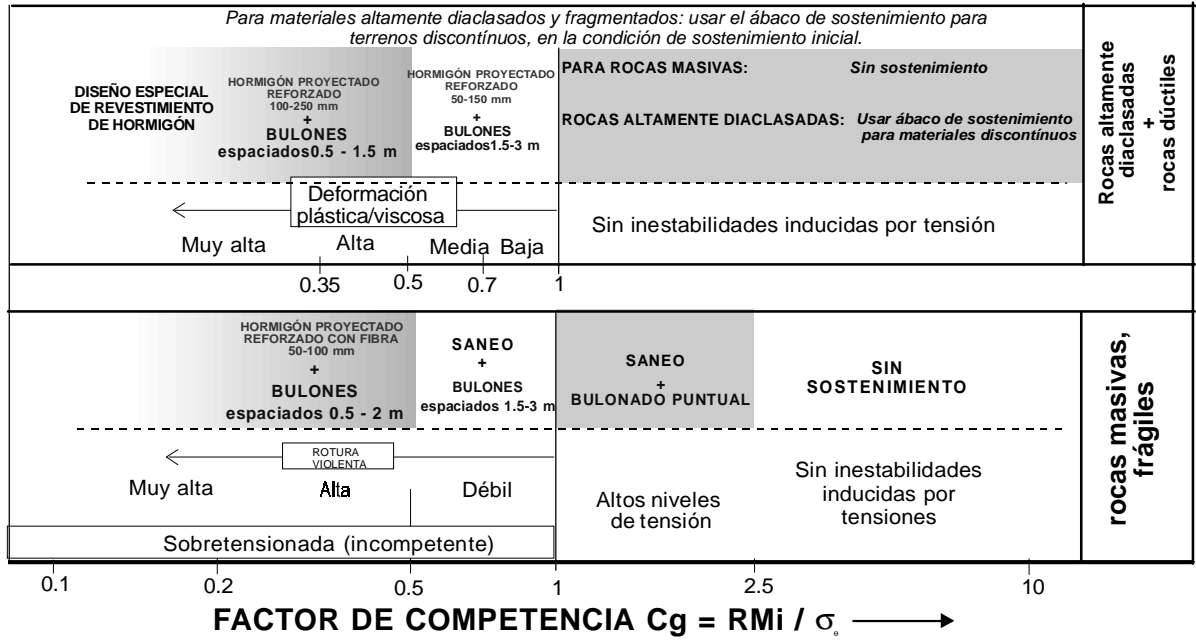 Para materiales altamente diaclasados y fragmentados: usar el ábaco de sostenimiento para
terrenos discontínuos, en la condición de sostenimiento inicial.
DISEÑO ESPECIAL
DE REVESTIMIENTO
DE HORMIGÓN
HORMIGÓN PROYECTADO
REFORZADO
100-250 mm
+
BULONES
espaciados0.5 - 1.5 m
HORMIGÓN PROYECTADO
REFORZADO
50-150 mm
+
BULONES
espaciados1.5-3 m
PARA ROCAS MASIVAS:
Sin sostenimiento
ROCAS ALTAMENTE DIACLASADAS:
Usar ábaco de sostenimiento
para materiales discontínuos
Rocas altamente
diaclasadas
+
rocas dúctiles
Deformación
plástica/viscosa
Muy alta
Alta
Media
Baja
Sin inestabilidades inducidas por tensión
0.35
0.5
0.7
1
HORMIGÓN PROYECTADO
REFORZADO CON FIBRA
50-100 mm
+
BULONES
espaciados 0.5 - 2 m
SANEO
+
BULONES
espaciados 1.5-3 m
SANEO
+
BULONADO PUNTUAL
SIN
SOSTENIMIENTO
rocas masivas,
frágiles
ROTURA
VIOLENTA
Muy alta
Alta
Débil
Altos niveles
de tensión
Sin inestabilidades
inducidas por
tensiones
Sobretensionada (incompetente)
0.1
0.2
0.5
1
2.5
10
FACTOR DE COMPETENCIA Cg = RMi / σθ